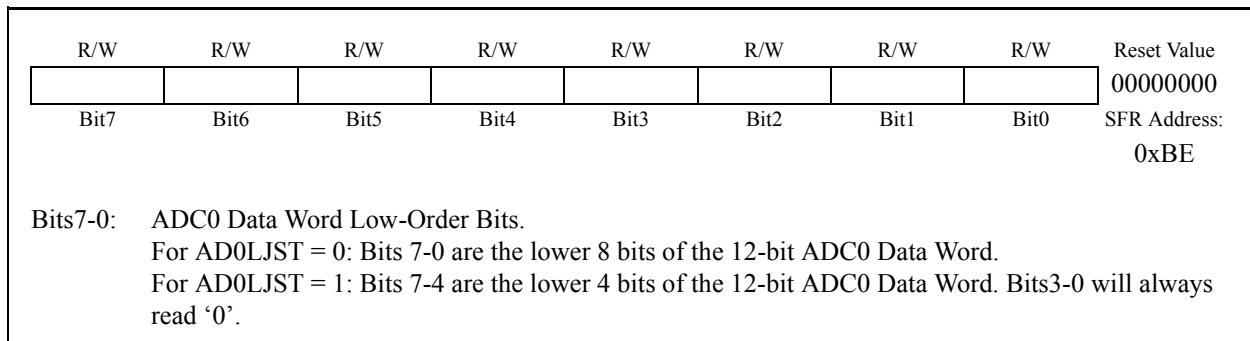 R/W R/W R/W R/W R/W R/W R/W R/W Reset Value
00000000
Bit7 Bit6 Bit5 Bit4 Bit3 Bit2 Bit1 Bit0 SFR Address:
0xBE
Bits7-0: ADC0 Data Word Low-Order Bits.
For AD0LJST = 0: Bits 7-0 are the lower 8 bits of the 12-bit ADC0 Data Word.
For AD0LJST = 1: Bits 7-4 are the lower 4 bits of the 12-bit ADC0 Data Word. Bits3-0 will always
read ‘0’.